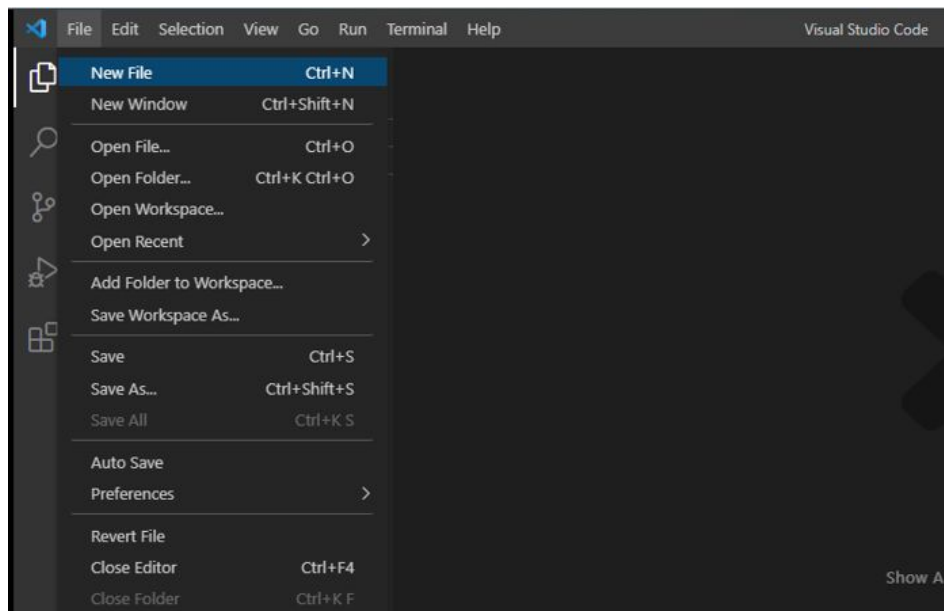 File Edit Selection View Go Run Terminal Help Visual Studio Code
New File Ctrl+N
New Window Ctrl+Shift+N
Open File... Ctrl+O
Open Folder... Ctrl+K Ctrl+O
Open Workspace...
Open Recent
Add Folder to Workspace...
Save Workspace As...
Save Ctrl+S
Save As... Ctrl+Shift+S
Save All Ctrl+K S
Auto Save
Preferences
Revert File
Close Editor Ctrl+F4
Show A
Close Folder Ctrl+K F